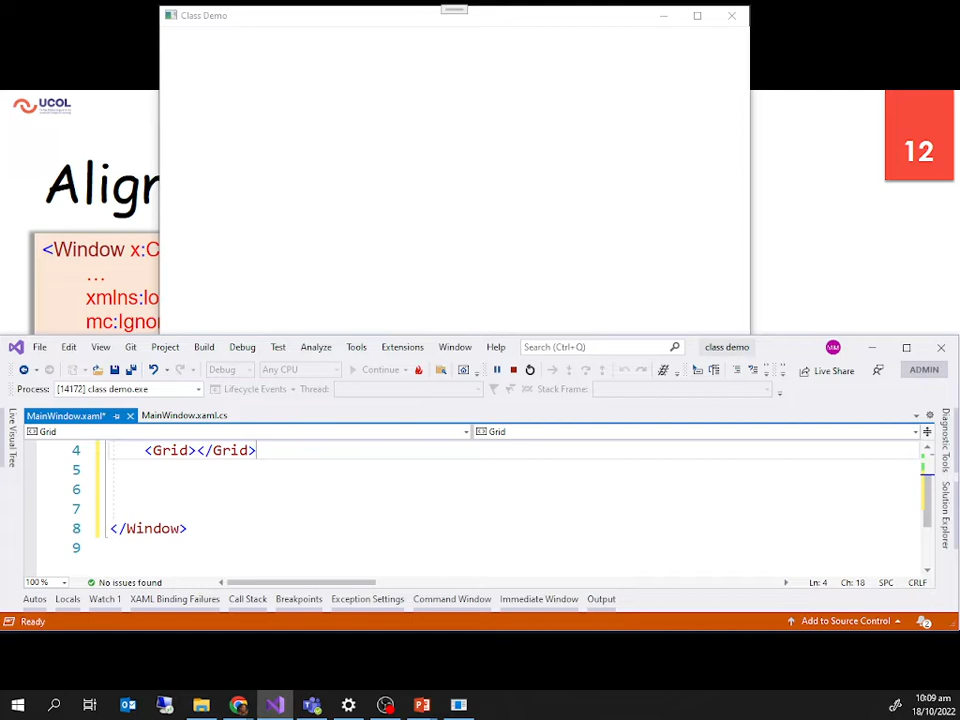 Class Demo
UCOL
12
Align
<Window x:C
...
xmlns:lo
mc:Ignor
File Edit View Git Project Build Debug Test Analyze Tools Extensions Window Help Search (Ctrl+Q) class demo MM
Debug Any CPU Continue Live Share ADMIN
Process: [14172] class demo.exe Lifecycle Events Thread: Stack Frame:
Live Visual Tree
MainWindow.xaml* MainWindow.xaml.cs
Grid Grid
4 <Grid></Grid>
5
6
7
8 </Window>
9
Diagnostic Tools
Solution Explorer
100 % No issues found Ln: 4 Ch: 18 SPC CRLF
Autos Locals Watch 1 XAML Binding Failures Call Stack Breakpoints Exception Settings Command Window Immediate Window Output
Ready Add to Source Control 2
10:09 am
18/10/2022